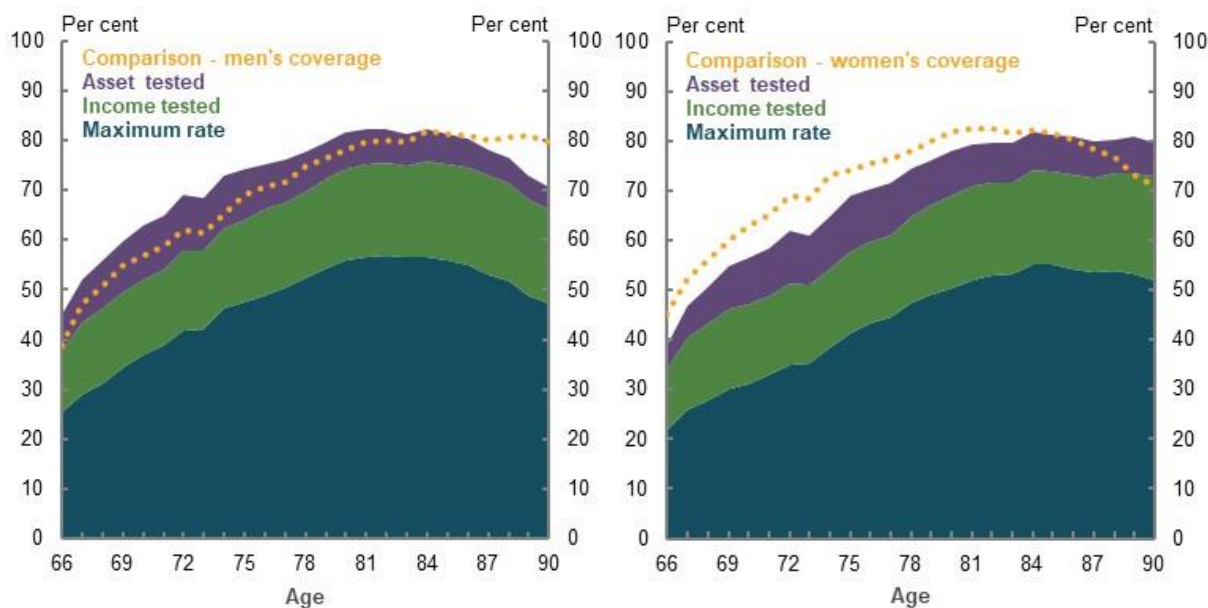 Per cent Per cent
100 100
Comparison - men's coverage
90 90
Asset tested
Income tested
80 80
Maximum rate
70 70
60 60
50 50
40 40
30 30
20 20
10 10
0 0
66 69 72 75 78 81 84 87 90
Age
Per cent Per cent
100 100
Comparison - women's coverage
90 90
Asset tested
Income tested
80 80
Maximum rate
70 70
60 60
50 50
40 40
30 30
20 20
10 10
0 0
66 69 72 75 78 81 84 87 90
Age